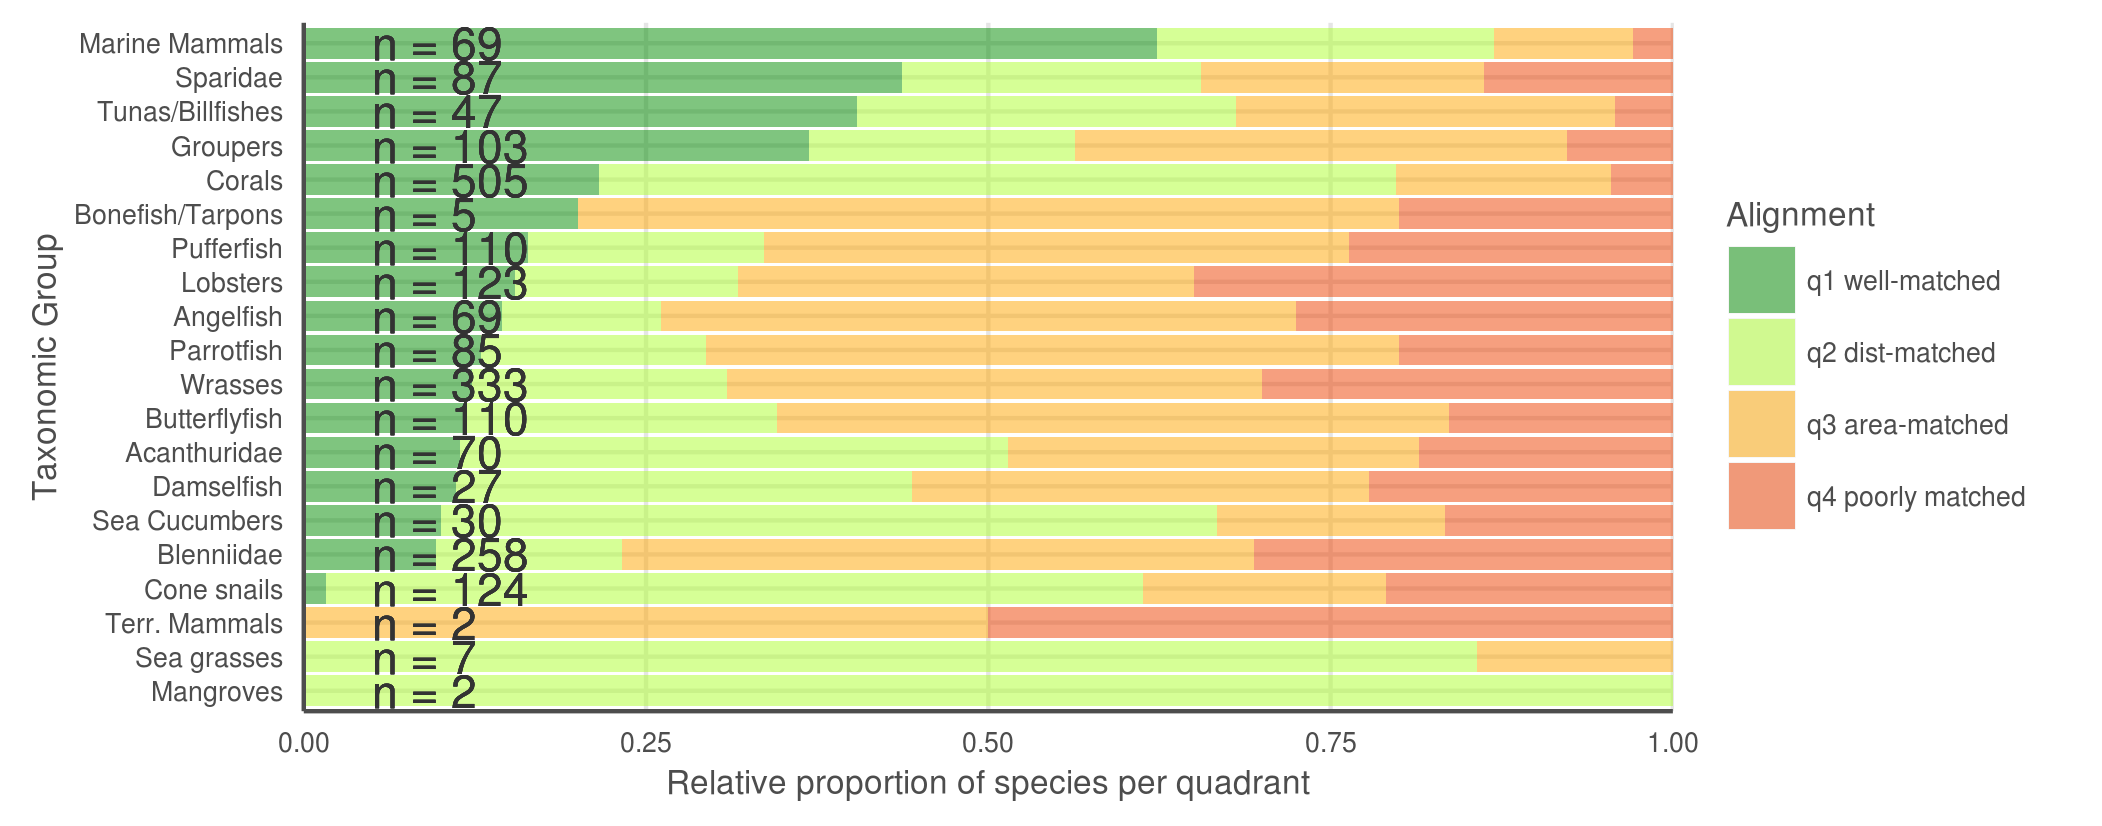 Marine Mammals n = 69
Sparidae n = 87
Tunas/Billfishes n = 47
Groupers n = 103
Corals n = 505
Bonefish/Tarpons n = 5
Pufferfish n = 110
Lobsters n = 123
Angelfish n = 69
Parrotfish n = 85
Wrasses n = 333
Butterflyfish n = 110
Acanthuridae n = 70
Damselfish n = 27
Sea Cucumbers n = 30
Blenniidae n = 258
Cone snails n = 124
Terr. Mammals n = 2
Sea grasses n = 7
Mangroves n = 2
Taxonomic Group
0.00 0.25 0.50 0.75 1.00
Relative proportion of species per quadrant
Alignment
q1 well-matched
q2 dist-matched
q3 area-matched
q4 poorly matched